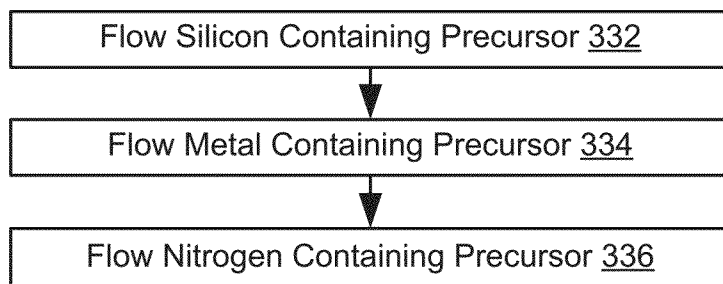 Flow Silicon Containing Precursor 332
Flow Metal Containing Precursor 334
Flow Nitrogen Containing Precursor 336